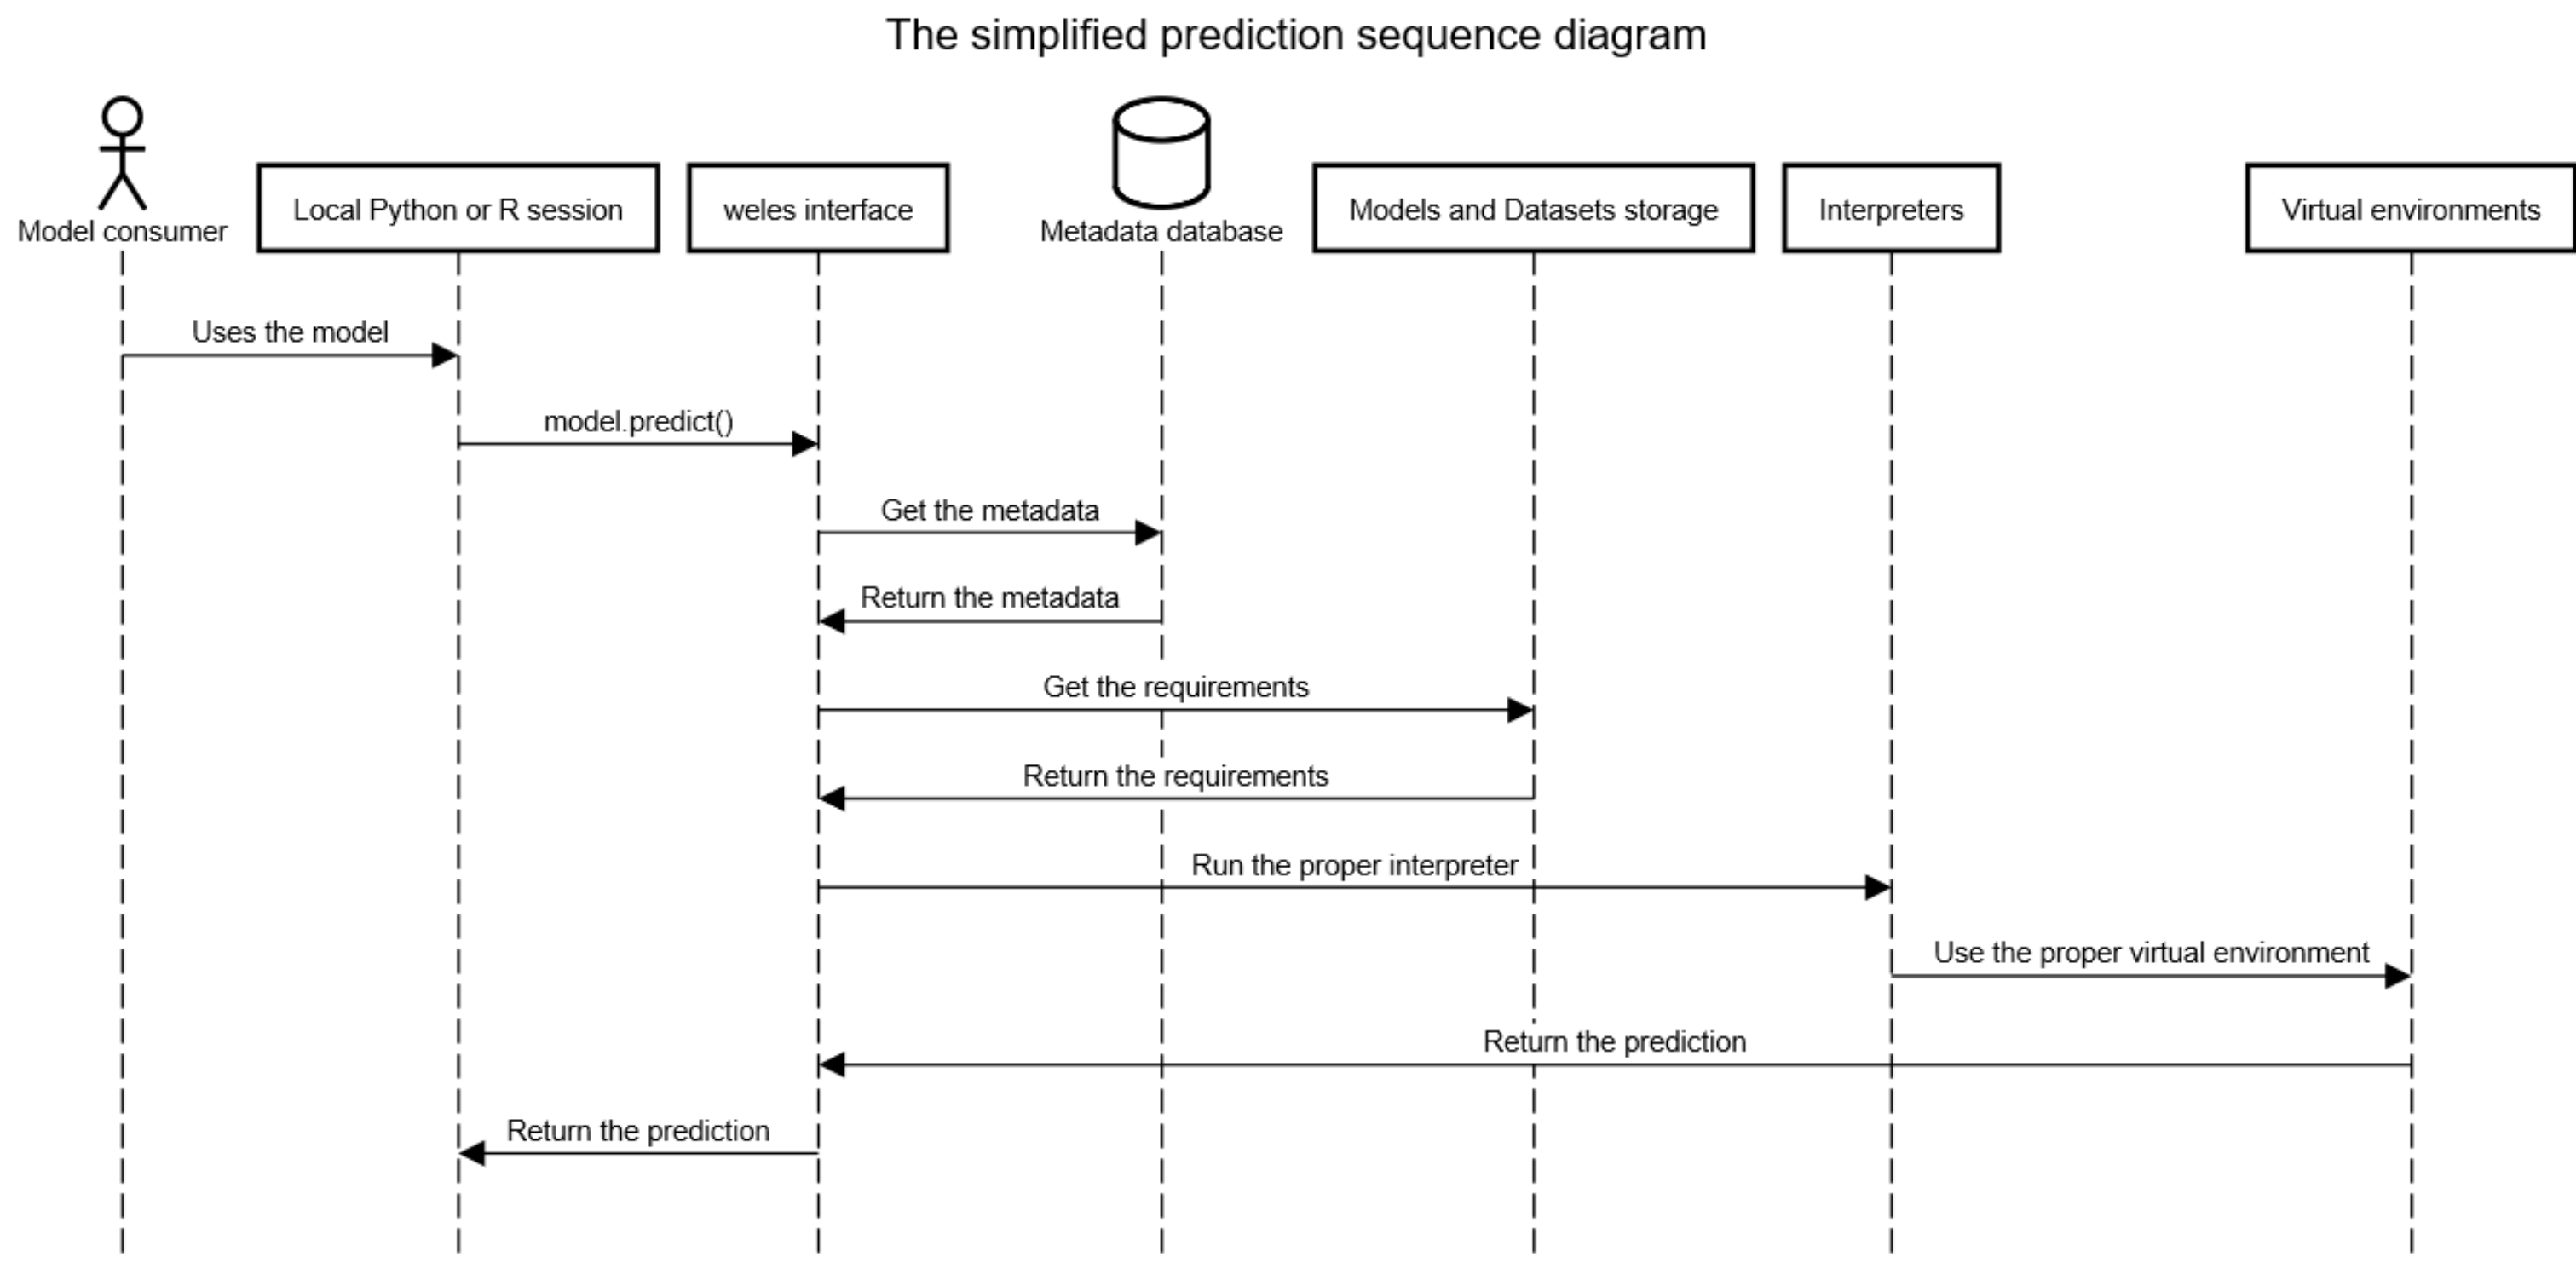 The simplified prediction sequence diagram
Model consumer
Local Python or R session
weles interface
Metadata database
Models and Datasets storage
Interpreters
Virtual environments
Uses the model
model.predict()
Get the metadata
Return the metadata
Get the requirements
Return the requirements
Run the proper interpreter
Use the proper virtual environment
Return the prediction
Return the prediction